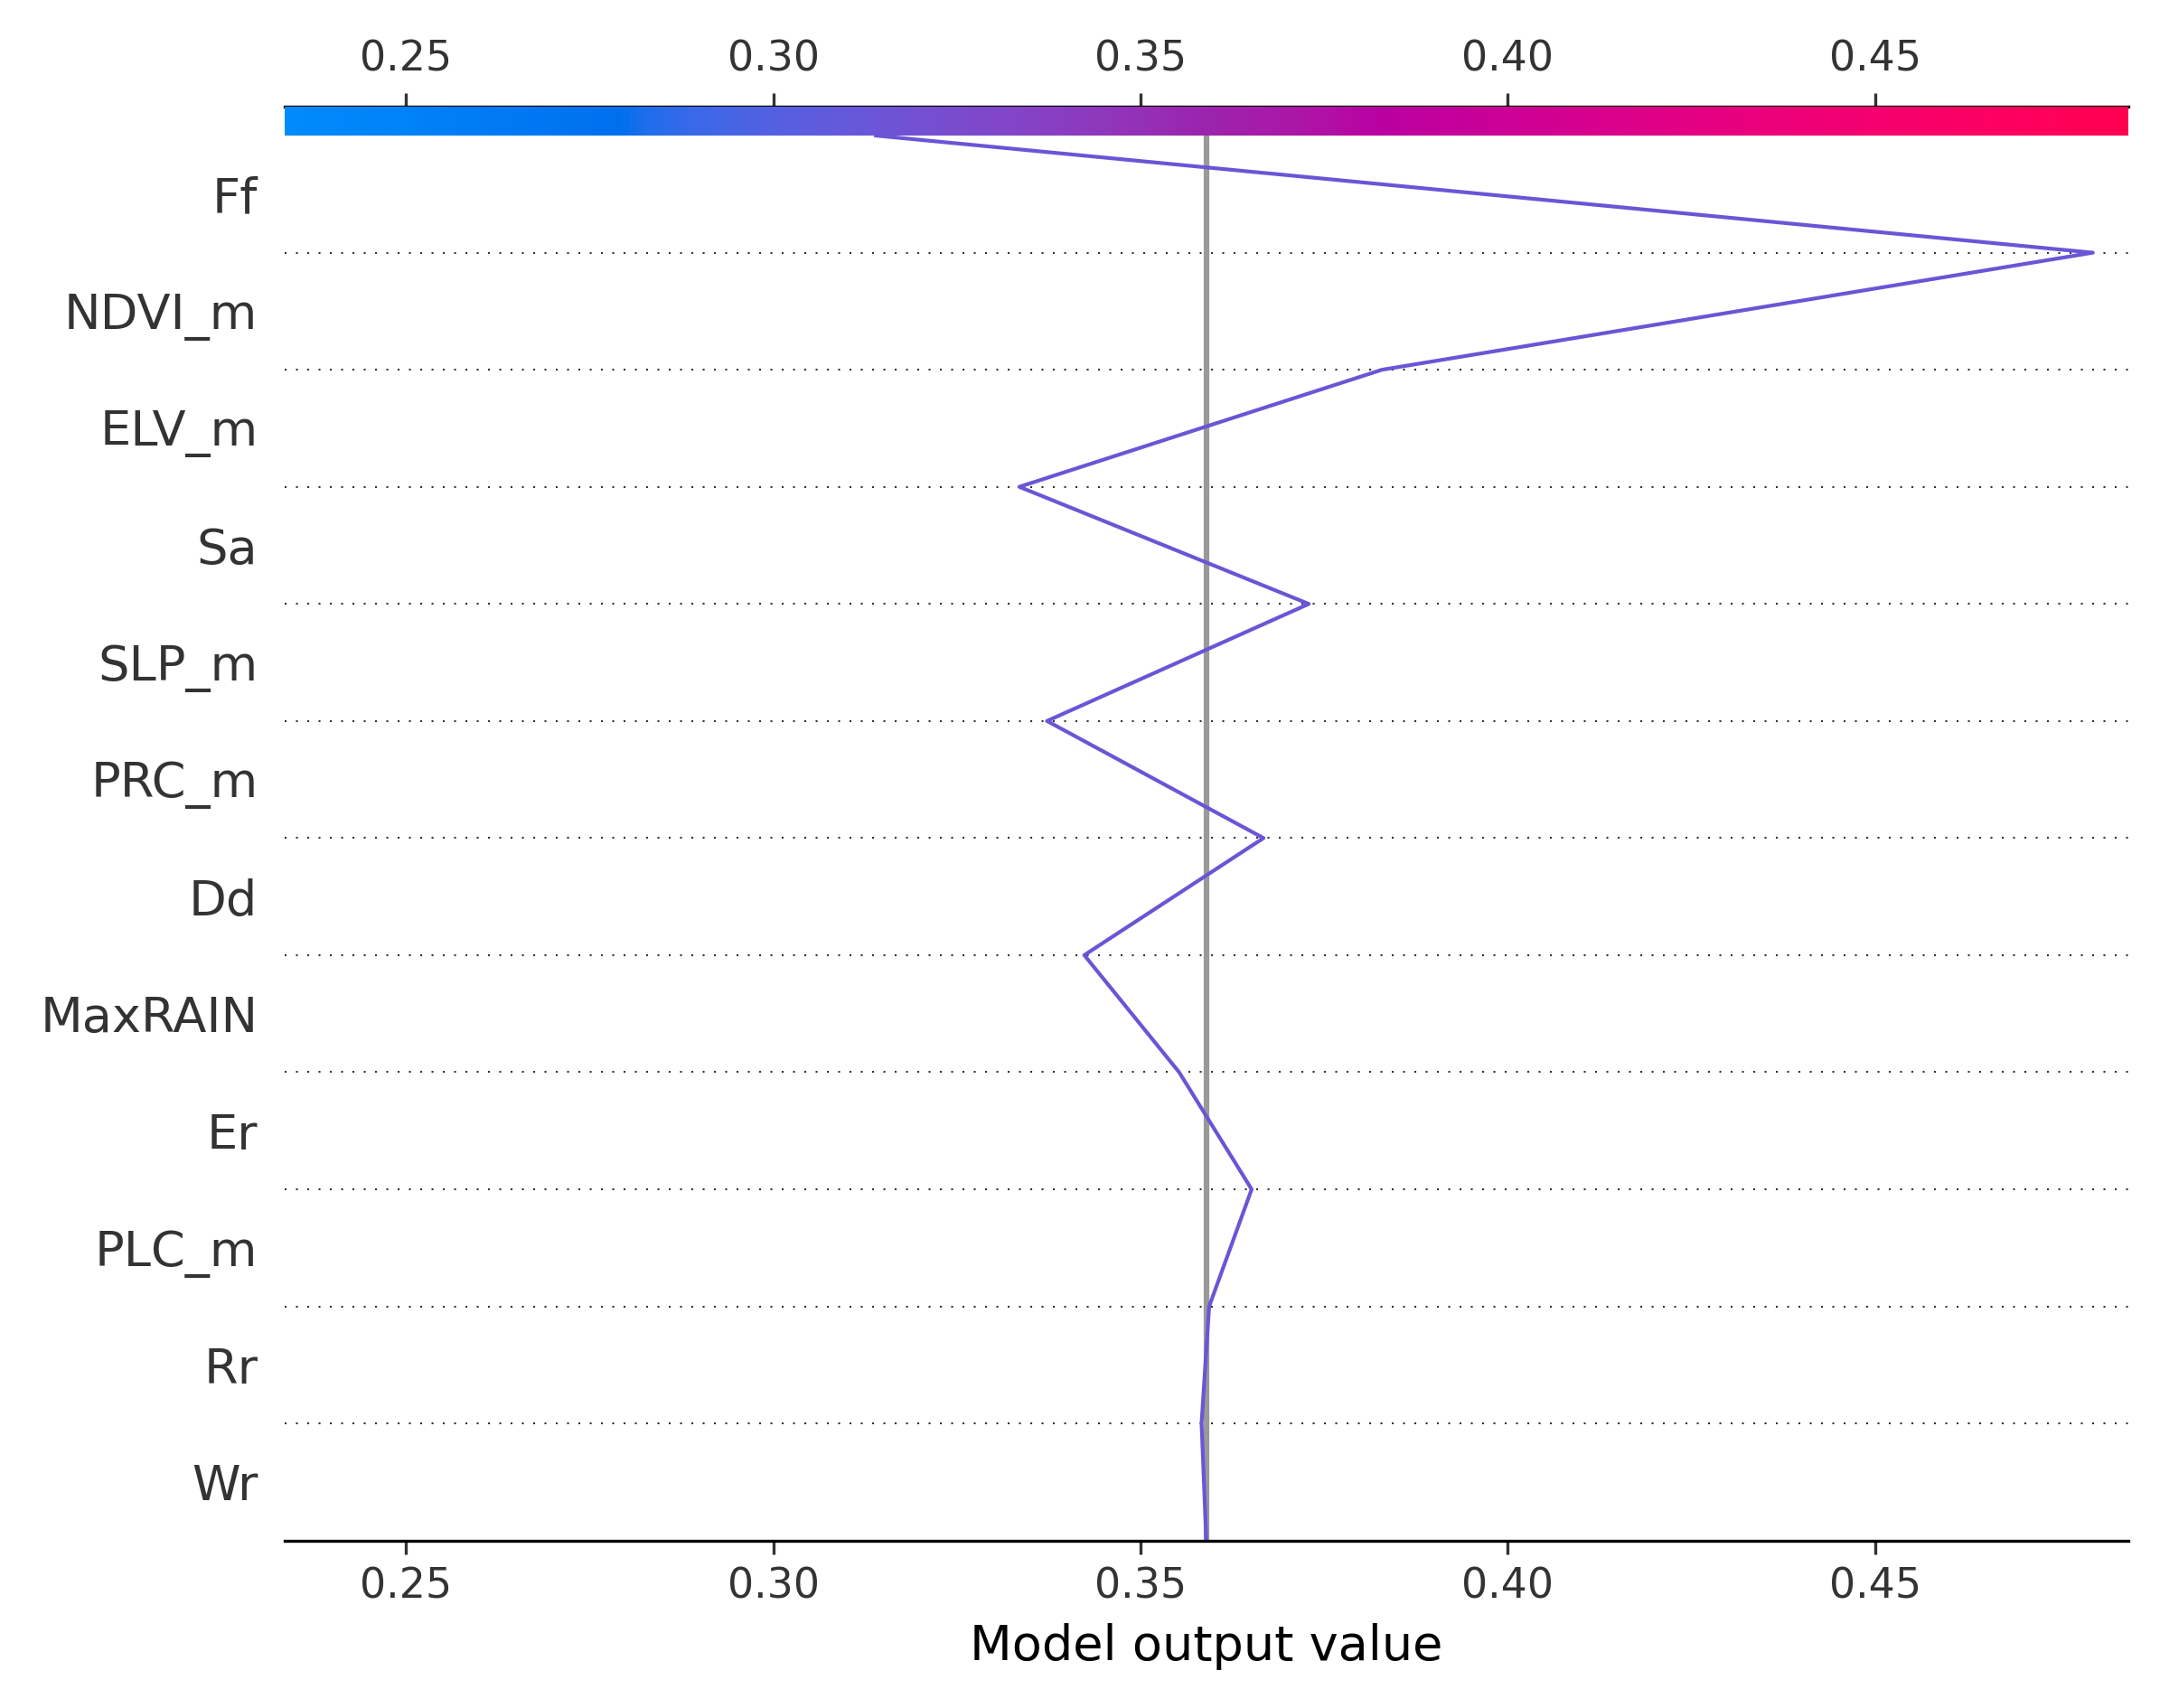 0.25 0.30 0.35 0.40 0.45
Ff
NDVI_m
ELV_m
Sa
SLP_m
PRC_m
Dd
MaxRAIN
Er
PLC_m
Rr
Wr
0.25 0.30 0.35 0.40 0.45
Model output value